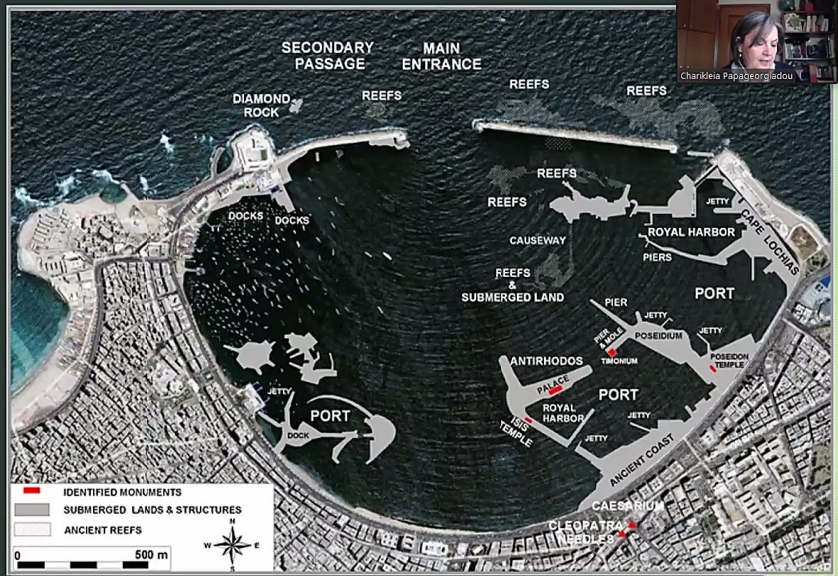 Charikleia Papageorgiadou
SECONDARY
PASSAGE
MAIN
ENTRANCE
DIAMOND
ROCK
REEFS
REEFS
REEFS
REEFS
REEFS
DOCKS
DOCKS
CAUSEWAY
REEFS
&
SUBMERGED LAND
JETTY
ROYAL HARBOR
PIERS
CAPE LOCHIAS
PORT
PIER
JETTY
PIER
& MOLE
POSEIDIUM
JETTY
TIMONIUM
POSEIDON
TEMPLE
ANTIRHODOS
PALACE
PORT
ROYAL
HARBOR
ISIS
TEMPLE
JETTY
JETTY
ANCIENT COAST
JETTY
PORT
DOCK
CAESARIUM
CLEOPATRA
NEEDLES
IDENTIFIED MONUMENTS
SUBMERGED LANDS & STRUCTURES
ANCIENT REEFS
N
W E
S
0 500 m